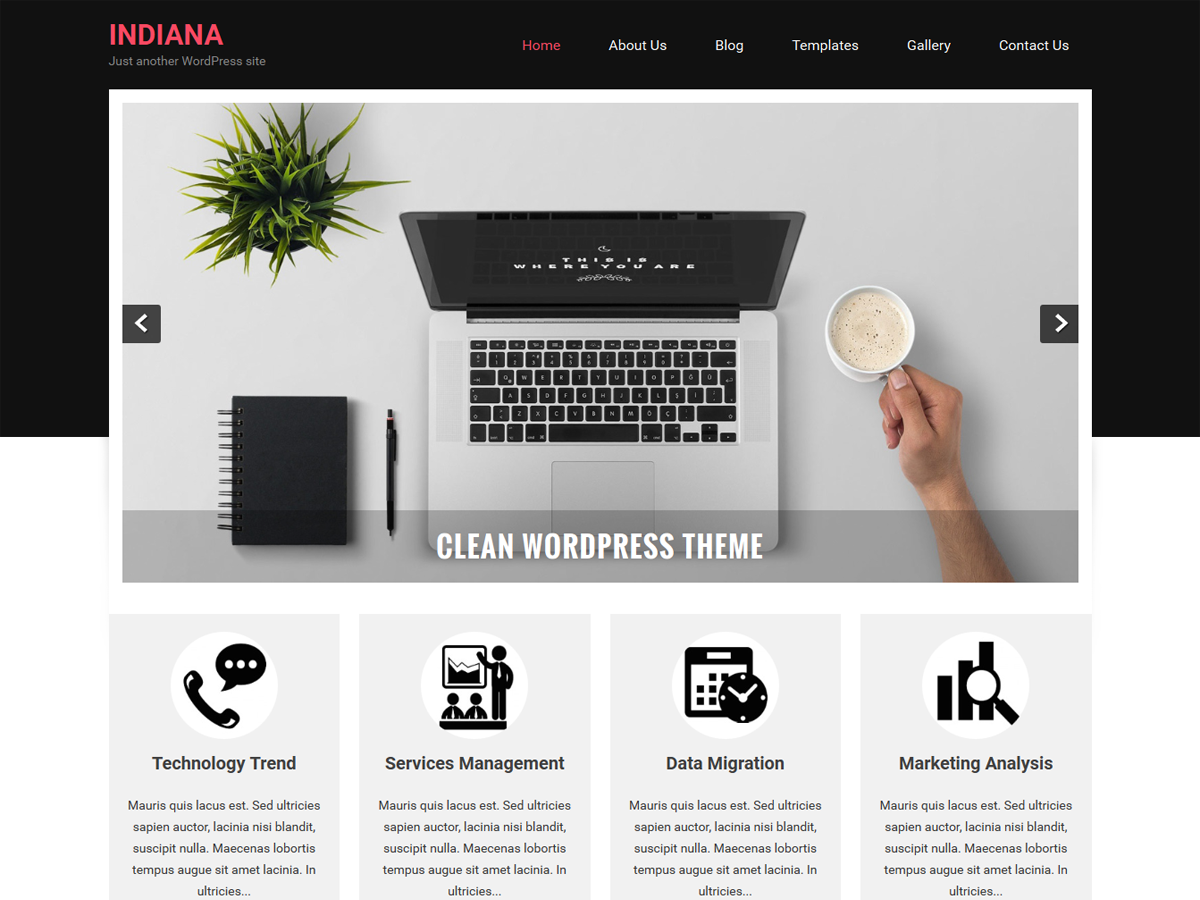 INDIANA
Just another WordPress site
Home
About Us
Blog
Templates
Gallery
Contact Us
THIS IS
WHERE YOU ARE
CLEAN WORDPRESS THEME
Technology Trend
Mauris quis lacus est. Sed ultricies
sapien auctor, lacinia nisi blandit,
suscipit nulla. Maecenas lobortis
tempus augue sit amet lacinia. In
ultricies...
Services Management
Mauris quis lacus est. Sed ultricies
sapien auctor, lacinia nisi blandit,
suscipit nulla. Maecenas lobortis
tempus augue sit amet lacinia. In
ultricies...
Data Migration
Mauris quis lacus est. Sed ultricies
sapien auctor, lacinia nisi blandit,
suscipit nulla. Maecenas lobortis
tempus augue sit amet lacinia. In
ultricies...
Marketing Analysis
Mauris quis lacus est. Sed ultricies
sapien auctor, lacinia nisi blandit,
suscipit nulla. Maecenas lobortis
tempus augue sit amet lacinia. In
ultricies...